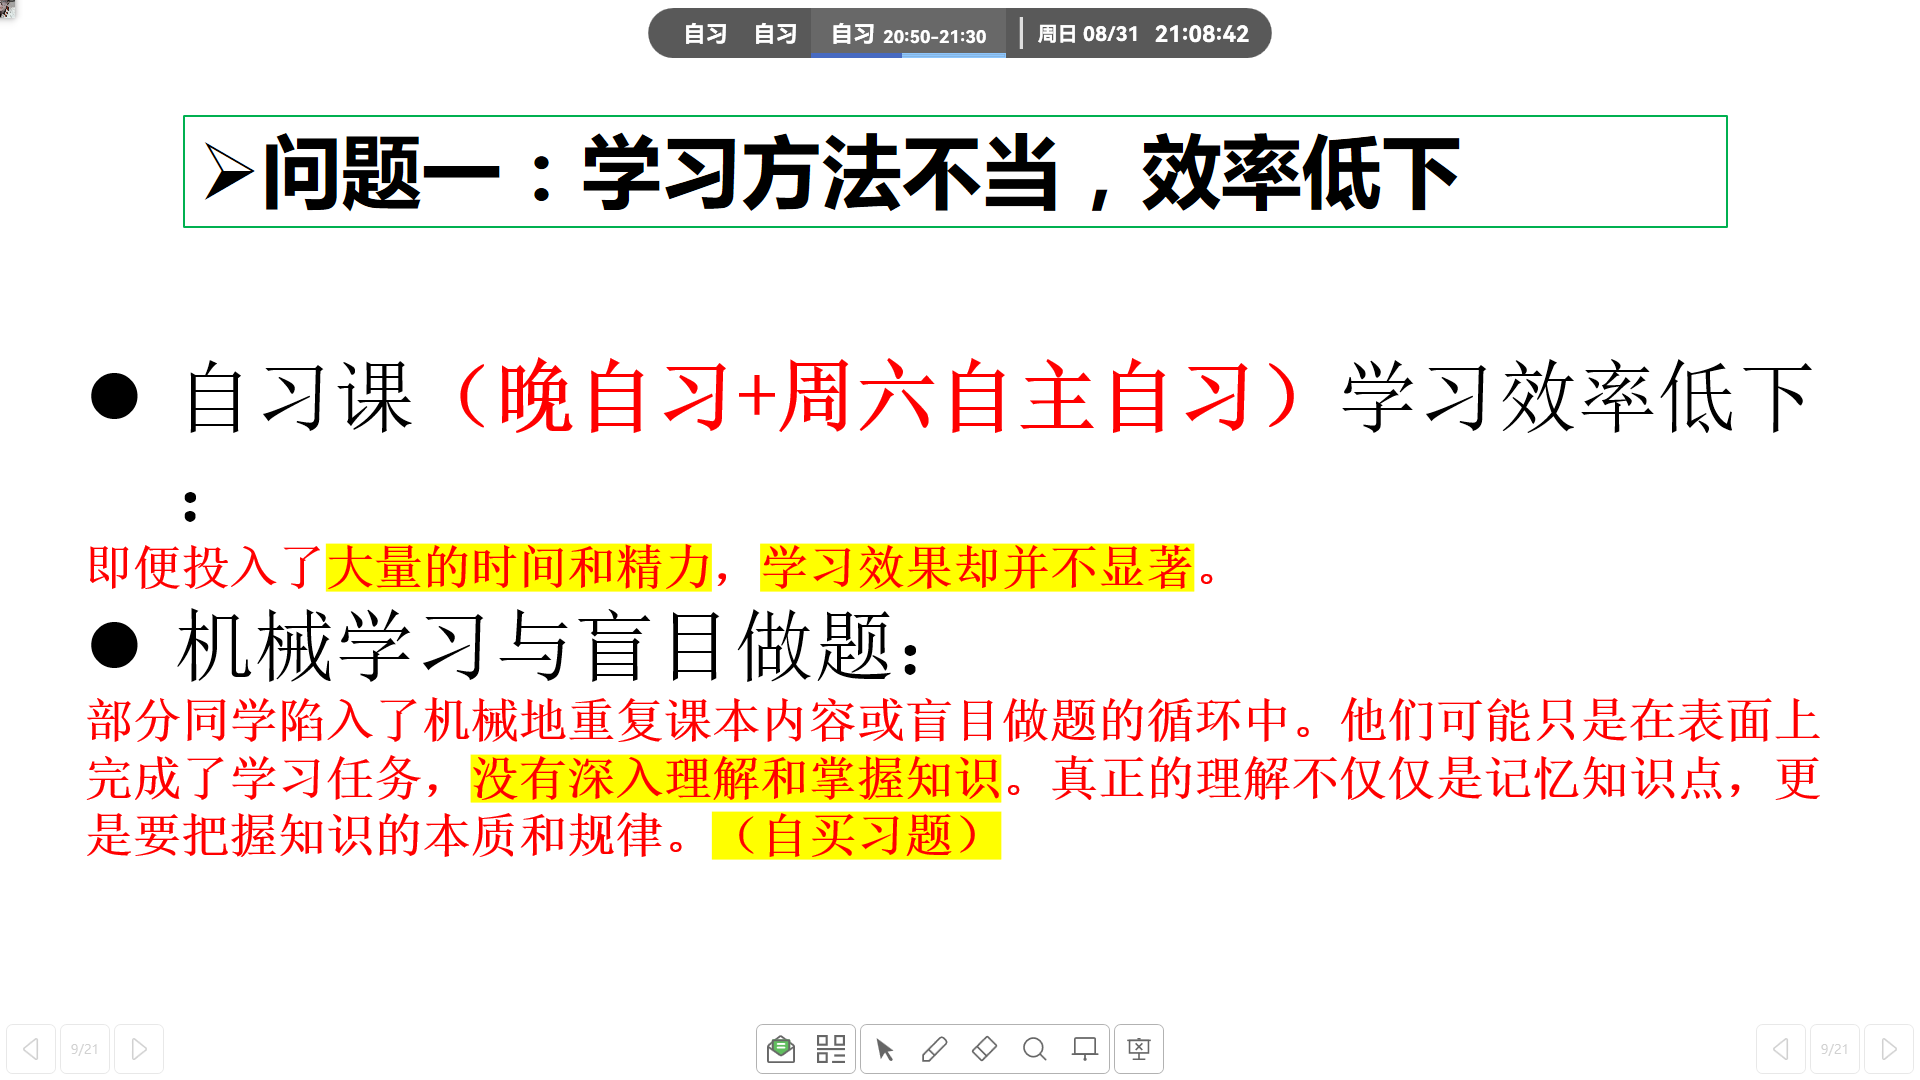 自习 自习 自习 20:50-21:30 周日 08/31 21:08:42
➢问题一：学习方法不当，效率低下
● 自习课（晚自习+周六自主自习）学习效率低下
：
即便投入了大量的时间和精力，学习效果却并不显著。
● 机械学习与盲目做题：
部分同学陷入了机械地重复课本内容或盲目做题的循环中。他们可能只是在表面上
完成了学习任务，没有深入理解和掌握知识。真正的理解不仅仅是记忆知识点，更
是要把握知识的本质和规律。（自买习题）
9/21 9/21